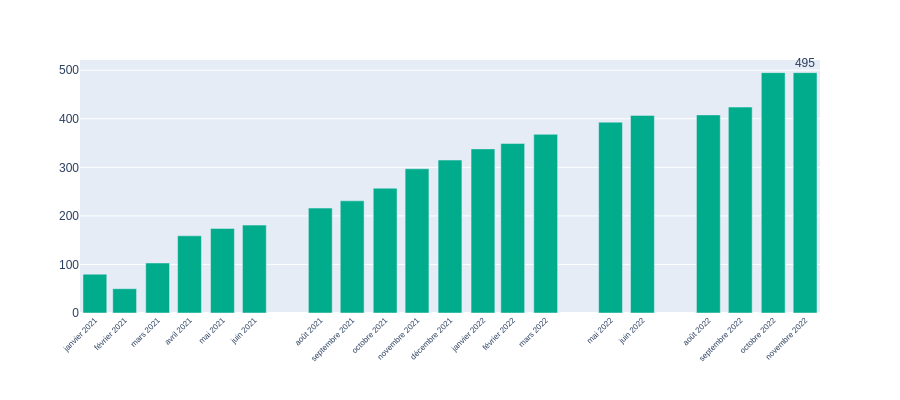 495
500
400
300
200
100
0
janvier 2021
février 2021
mars 2021
avril 2021
mai 2021
juin 2021
août 2021
septembre 2021
octobre 2021
novembre 2021
décembre 2021
janvier 2022
février 2022
mars 2022
mai 2022
juin 2022
août 2022
septembre 2022
octobre 2022
novembre 2022